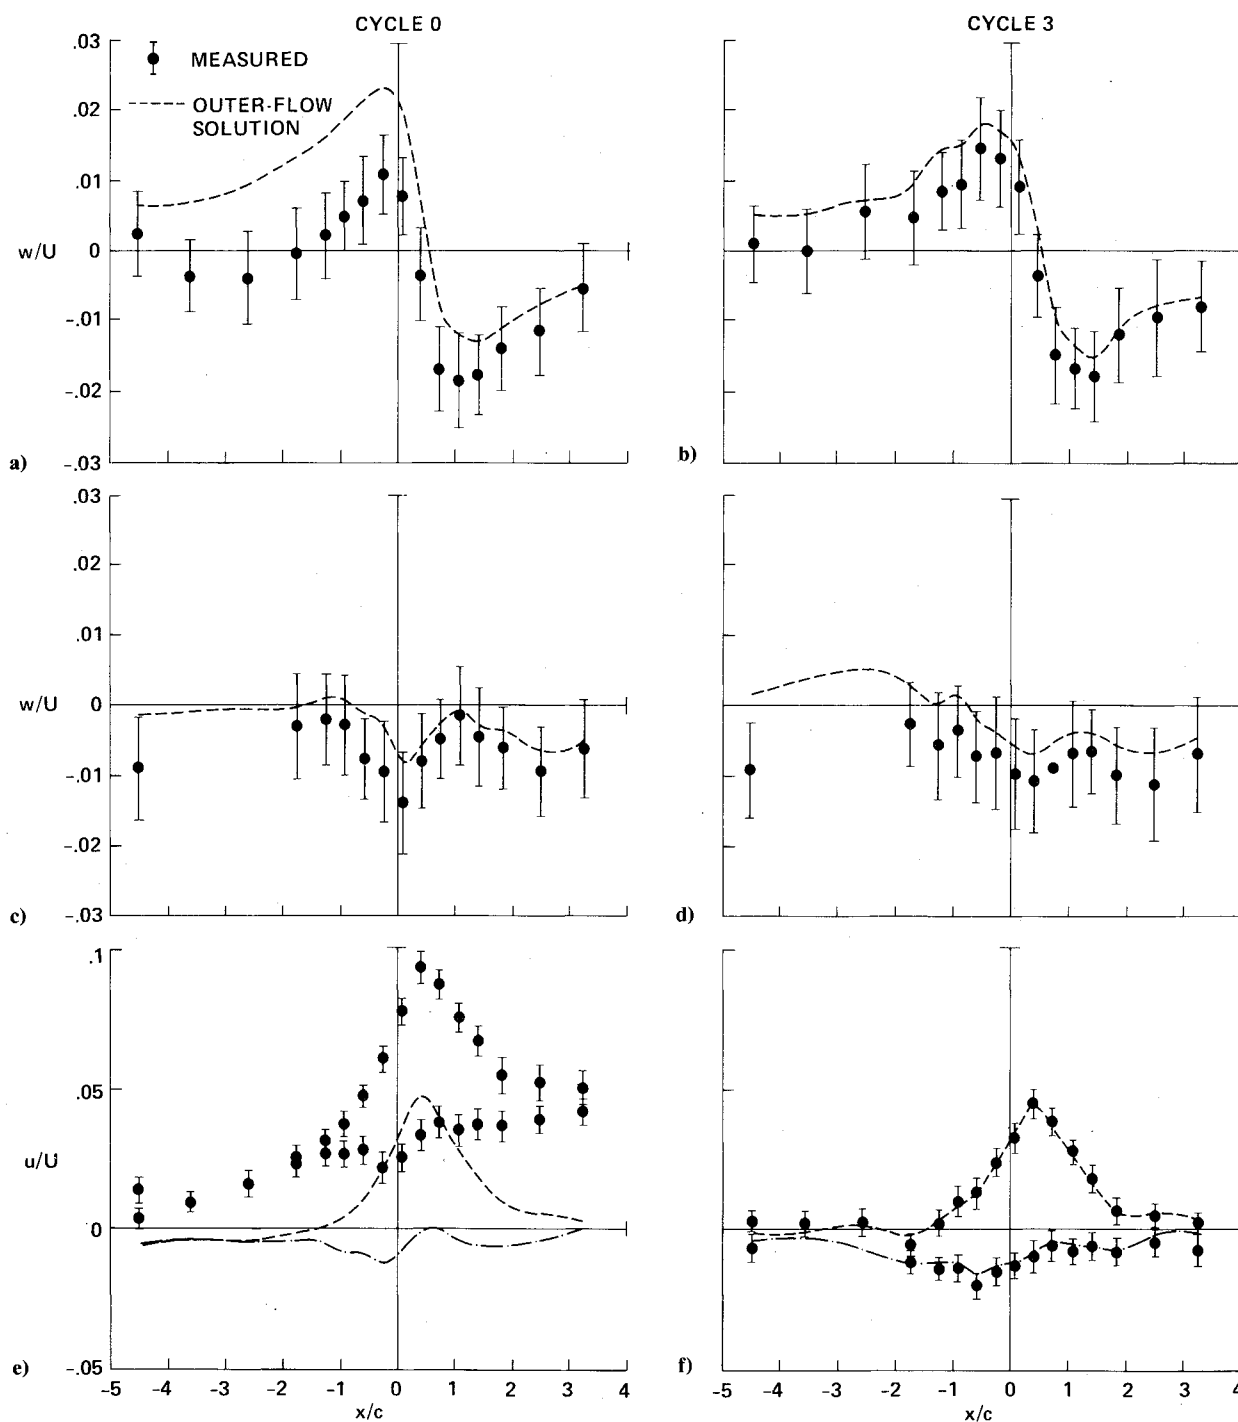 CYCLE 0
CYCLE 3
.03
MEASURED
.02
OUTER-FLOW
SOLUTION
.01
w/U
0
-.01
-.02
-.03
a)
b)
.03
.02
.01
w/U
0
-.01
-.02
-.03
c)
d)
.1
.05
u/U
0
-.05
e)
f)
-5 -4 -3 -2 -1 0 1 2 3 4
x/c
-5 -4 -3 -2 -1 0 1 2 3 4
x/c